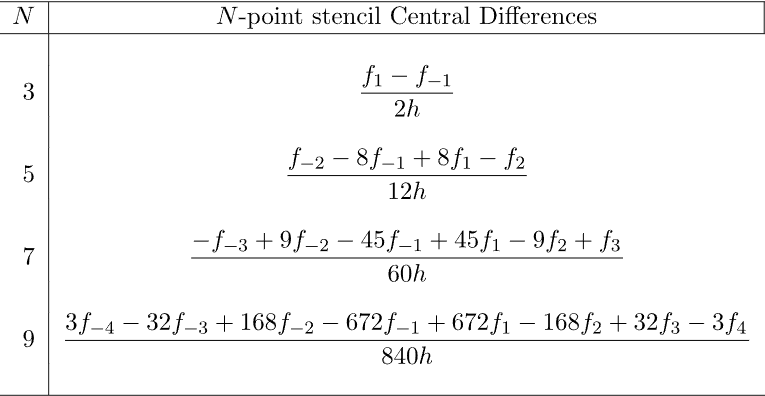 N N-point stencil Central Differences
3 \frac{f_1 - f_{-1}}{2h}
5 \frac{f_{-2} - 8f_{-1} + 8f_1 - f_2}{12h}
7 \frac{-f_{-3} + 9f_{-2} - 45f_{-1} + 45f_1 - 9f_2 + f_3}{60h}
9 \frac{3f_{-4} - 32f_{-3} + 168f_{-2} - 672f_{-1} + 672f_1 - 168f_2 + 32f_3 - 3f_4}{840h}